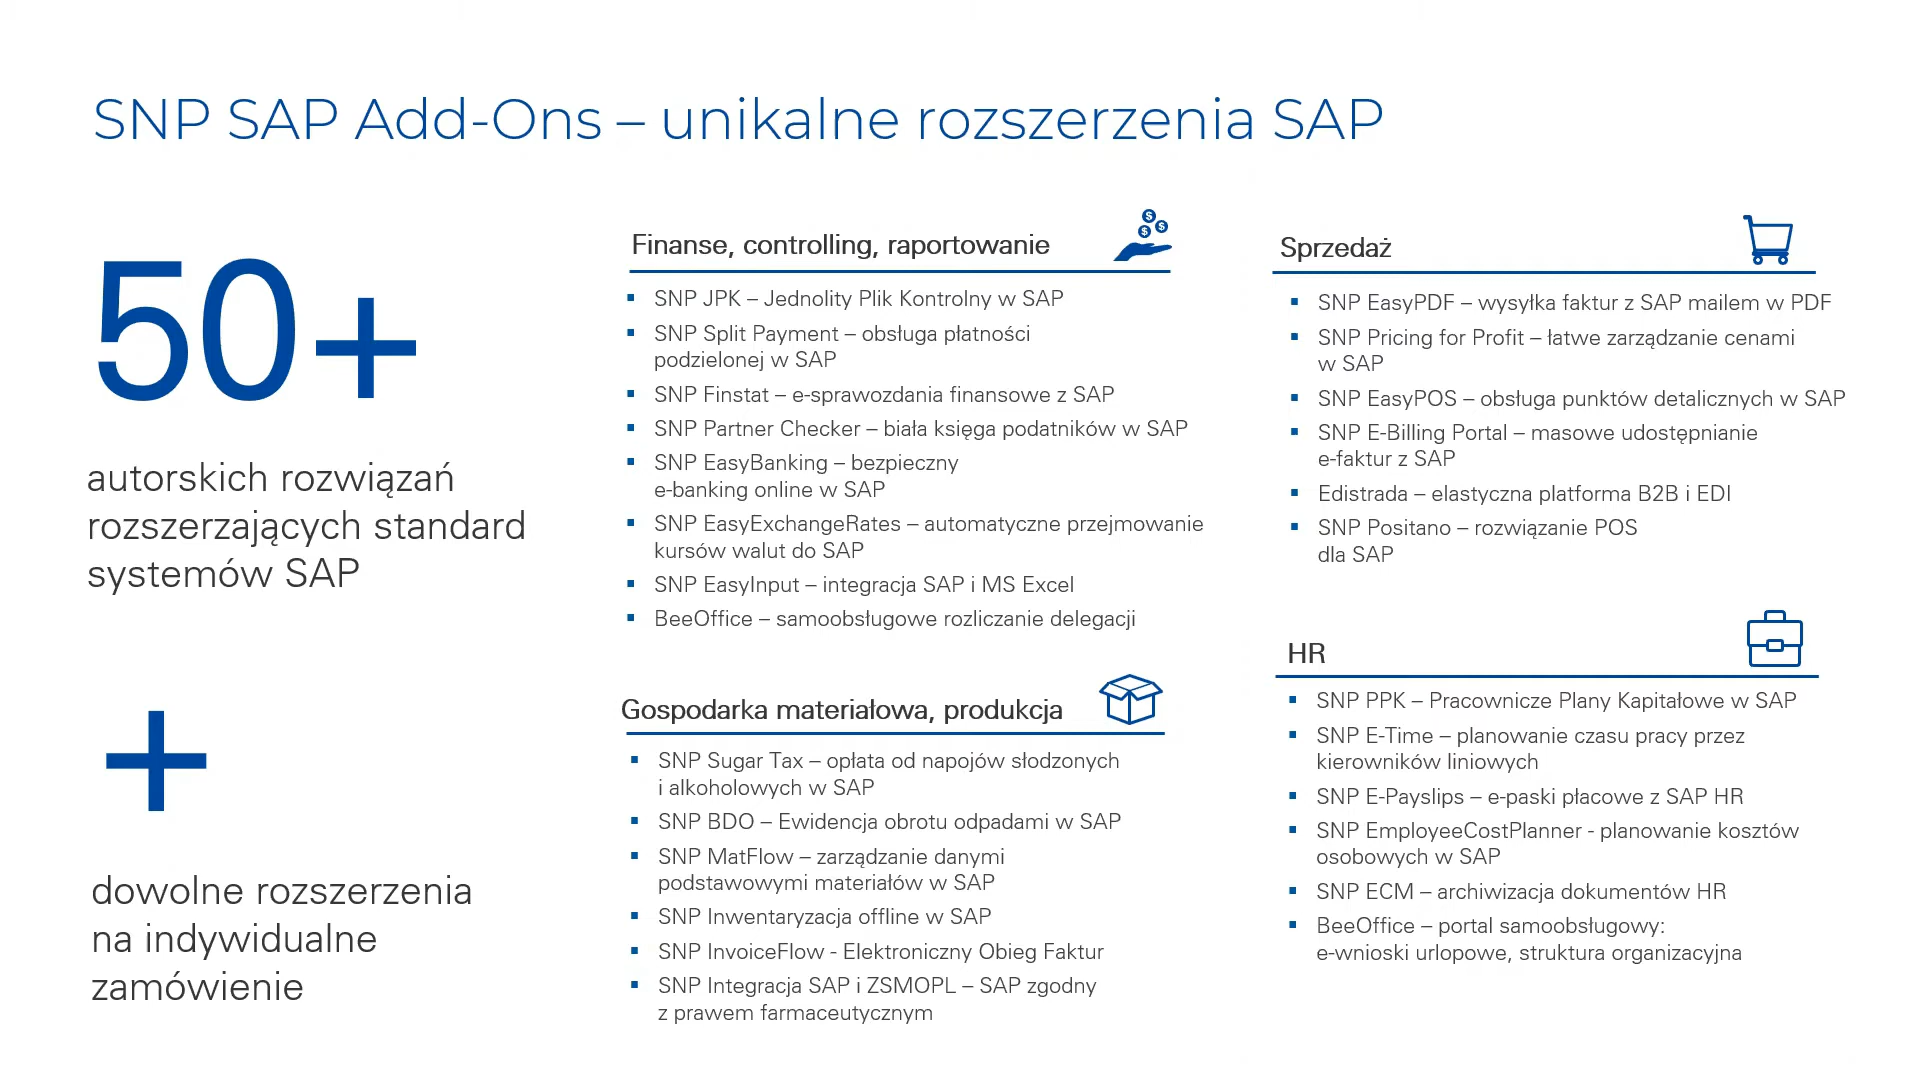 SNP SAP Add-Ons – unikalne rozszerzenia SAP
50+
autorskich rozwiązań
rozszerzających standard
systemów SAP
+
dowolne rozszerzenia
na indywidualne
zamówienie
Finanse, controlling, raportowanie
▪ SNP JPK – Jednolity Plik Kontrolny w SAP
▪ SNP Split Payment – obsługa płatności
podzielonej w SAP
▪ SNP Finstat – e-sprawozdania finansowe z SAP
▪ SNP Partner Checker – biała księga podatników w SAP
▪ SNP EasyBanking – bezpieczny
e-banking online w SAP
▪ SNP EasyExchangeRates – automatyczne przejmowanie
kursów walut do SAP
▪ SNP EasyInput – integracja SAP i MS Excel
▪ BeeOffice – samoobsługowe rozliczanie delegacji
Gospodarka materiałowa, produkcja
▪ SNP Sugar Tax – opłata od napojów słodzonych
i alkoholowych w SAP
▪ SNP BDO – Ewidencja obrotu odpadami w SAP
▪ SNP MatFlow – zarządzanie danymi
podstawowymi materiałów w SAP
▪ SNP Inwentaryzacja offline w SAP
▪ SNP InvoiceFlow - Elektroniczny Obieg Faktur
▪ SNP Integracja SAP i ZSMOPL – SAP zgodny
z prawem farmaceutycznym
Sprzedaż
▪ SNP EasyPDF – wysyłka faktur z SAP mailem w PDF
▪ SNP Pricing for Profit – łatwe zarządzanie cenami
w SAP
▪ SNP EasyPOS – obsługa punktów detalicznych w SAP
▪ SNP E-Billing Portal – masowe udostępnianie
e-faktur z SAP
▪ Edistrada – elastyczna platforma B2B i EDI
▪ SNP Positano – rozwiązanie POS
dla SAP
HR
▪ SNP PPK – Pracownicze Plany Kapitałowe w SAP
▪ SNP E-Time – planowanie czasu pracy przez
kierowników liniowych
▪ SNP E-Payslips – e-paski płacowe z SAP HR
▪ SNP EmployeeCostPlanner - planowanie kosztów
osobowych w SAP
▪ SNP ECM – archiwizacja dokumentów HR
▪ BeeOffice – portal samoobsługowy:
e-wnioski urlopowe, struktura organizacyjna